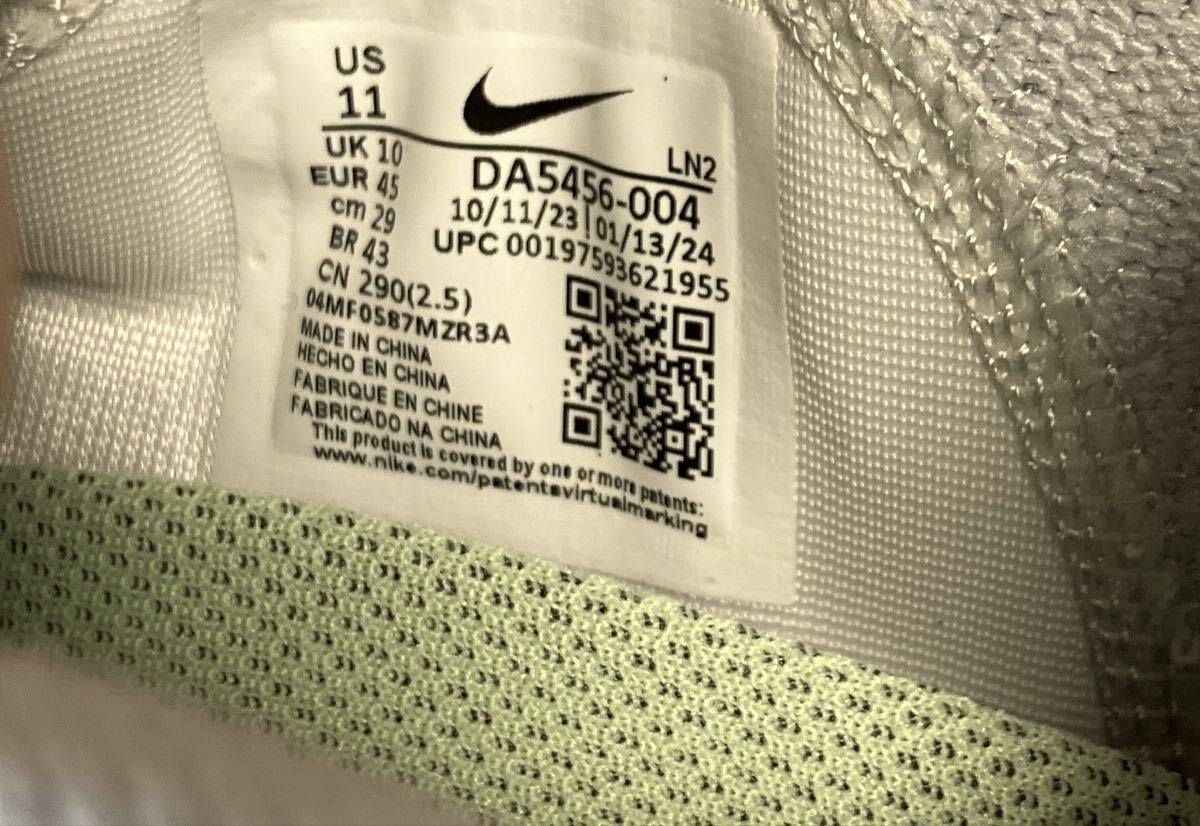 US
11
UK 10
EUR 45
cm 29
BR 43
CN 290(2.5)
LN2
DA5456-004
10/11/23 | 01/13/24
UPC 00197593621955
04MF0587MZR3A
MADE IN CHINA
HECHO EN CHINA
FABRIQUE EN CHINE
FABRICADO NA CHINA
This product is covered by one or more patents:
www.nike.com/patentsvirtualmarking